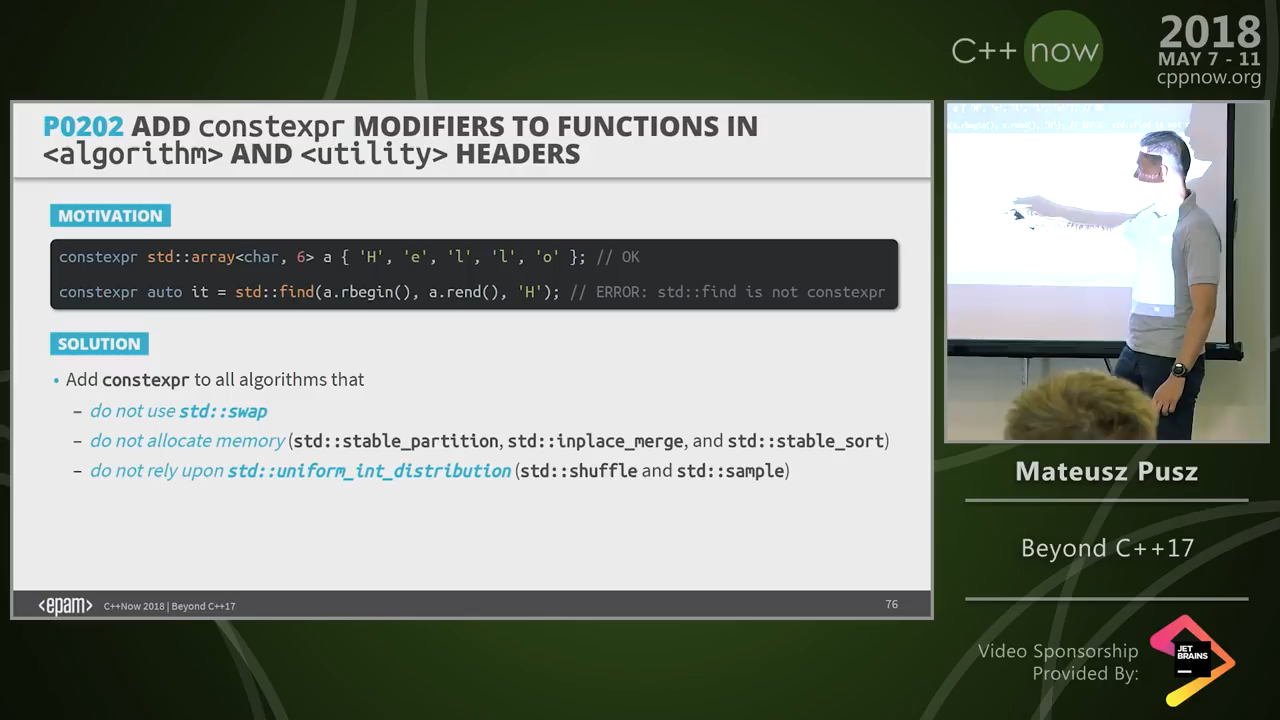 C++ now
2018
MAY 7 - 11
cppnow.org
P0202 ADD constexpr MODIFIERS TO FUNCTIONS IN
<algorithm> AND <utility> HEADERS
MOTIVATION
constexpr std::array<char, 6> a { 'H', 'e', 'l', 'l', 'o' }; // OK
constexpr auto it = std::find(a.rbegin(), a.rend(), 'H'); // ERROR: std::find is not constexpr
SOLUTION
• Add constexpr to all algorithms that
– do not use std::swap
– do not allocate memory (std::stable_partition, std::inplace_merge, and std::stable_sort)
– do not rely upon std::uniform_int_distribution (std::shuffle and std::sample)
<epam> C++Now 2018 | Beyond C++17
76
Mateusz Pusz
Beyond C++17
Video Sponsorship
Provided By:
JET
BRAINS